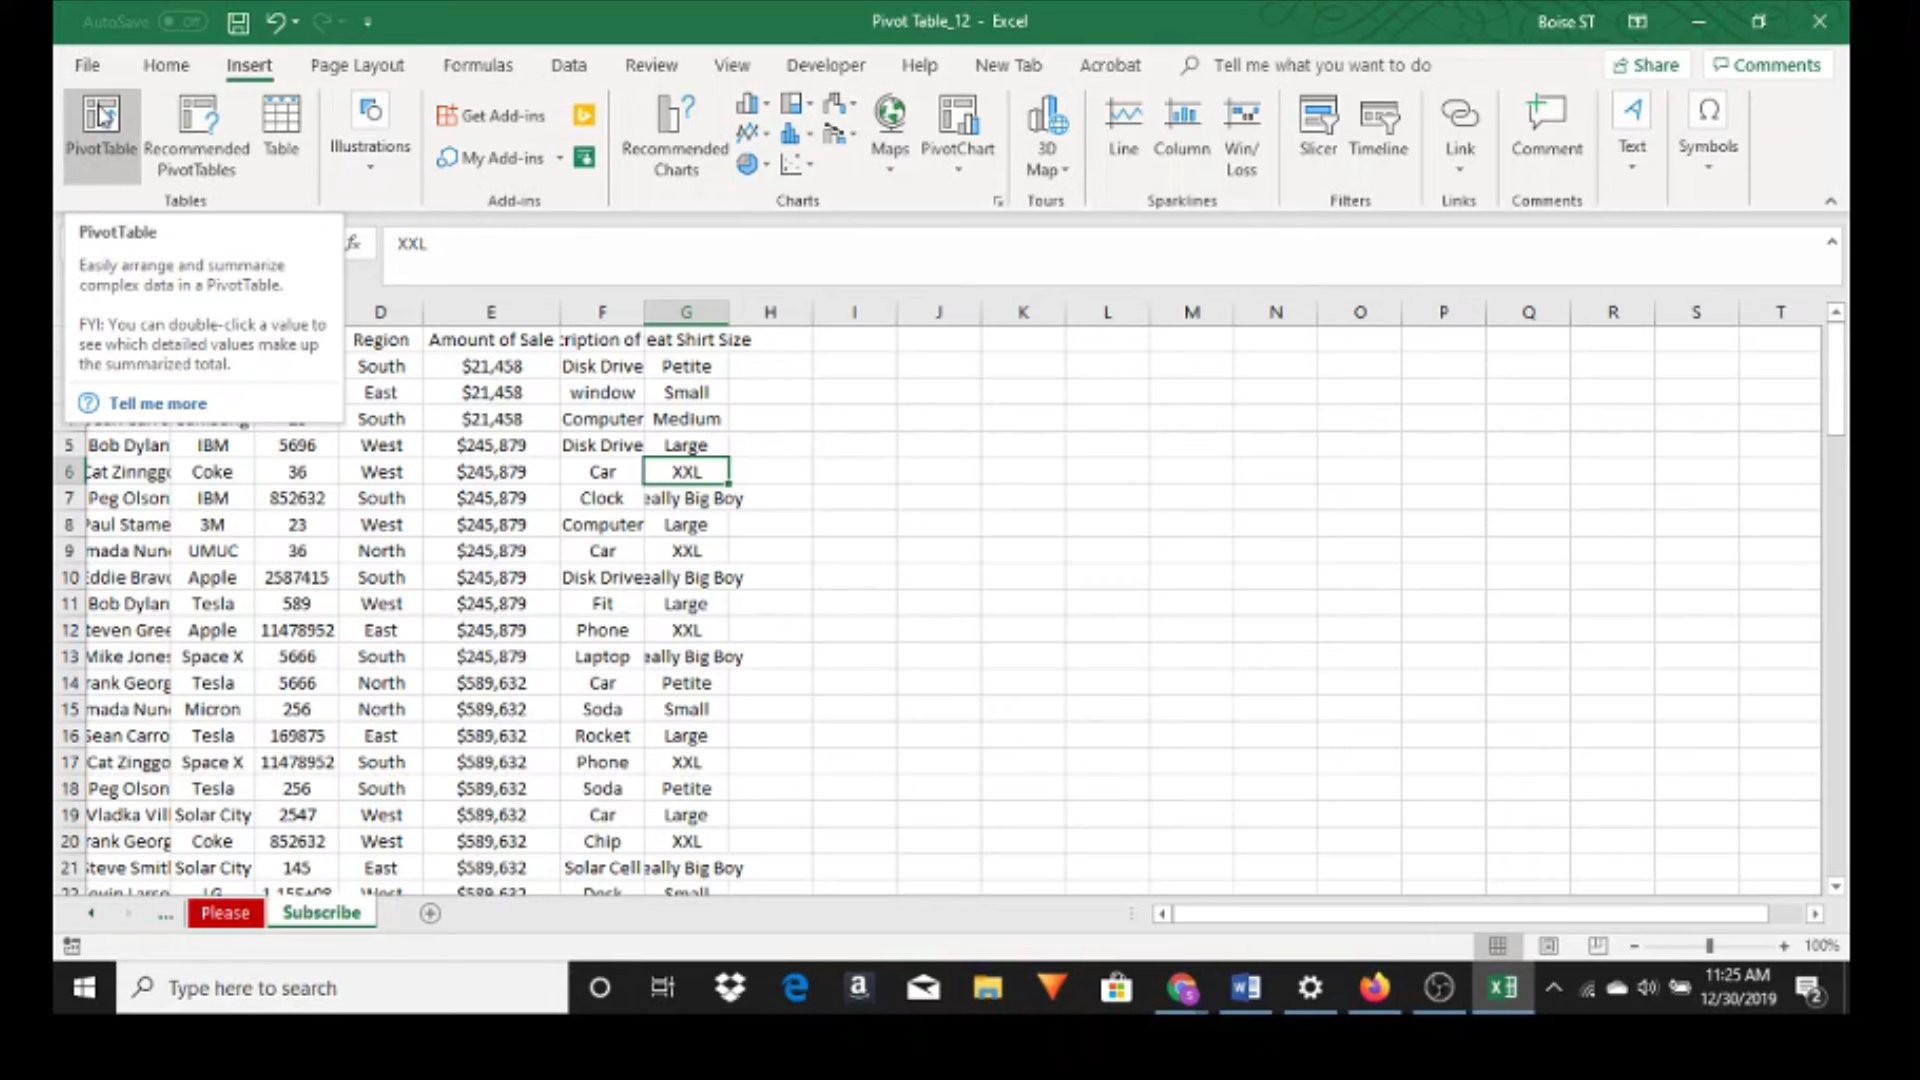 AutoSave Off Pivot Table_12 - Excel Boise ST
File Home Insert Page Layout Formulas Data Review View Developer Help New Tab Acrobat Tell me what you want to do Share Comments
PivotTable Recommended PivotTables Table Illustrations Get Add-ins My Add-ins Recommended Charts Maps PivotChart 3D Map Line Column Win/ Loss Slicer Timeline Link Comment Text Symbols
Tables Add-ins Charts Tours Sparklines Filters Links Comments
PivotTable
Easily arrange and summarize
complex data in a PivotTable.
FYI: You can double-click a value to
see which detailed values make up
the summarized total.
Tell me more
fx XXL
D E F G H I J K L M N O P Q R S T
Region Amount of Sale ription of eat Shirt Size
South $21,458 Disk Drive Petite
East $21,458 window Small
South $21,458 Computer Medium
5 Bob Dylan IBM 5696 West $245,879 Disk Drive Large
6 Cat Zinngg Coke 36 West $245,879 Car XXL
7 Peg Olson IBM 852632 South $245,879 Clock eally Big Boy
8 Paul Stame 3M 23 West $245,879 Computer Large
9 mada Nun UMUC 36 North $245,879 Car XXL
10 Eddie Brav Apple 2587415 South $245,879 Disk Drive eally Big Boy
11 Bob Dylan Tesla 589 West $245,879 Fit Large
12 teven Gree Apple 11478952 East $245,879 Phone XXL
13 Mike Jones Space X 5666 South $245,879 Laptop eally Big Boy
14 rank Georg Tesla 5666 North $589,632 Car Petite
15 mada Nun Micron 256 North $589,632 Soda Small
16 Sean Carro Tesla 169875 East $589,632 Rocket Large
17 Cat Zinggo Space X 11478952 South $589,632 Phone XXL
18 Peg Olson Tesla 256 South $589,632 Soda Petite
19 Vladka Vill Solar City 2547 West $589,632 Car Large
20 rank Georg Coke 852632 West $589,632 Chip XXL
21 Steve Smit Solar City 145 East $589,632 Solar Cell eally Big Boy
22 LG 1.155E+08 West $589,632 Dock Small
... Please Subscribe
100%
Type here to search 11:25 AM
12/30/2019 2